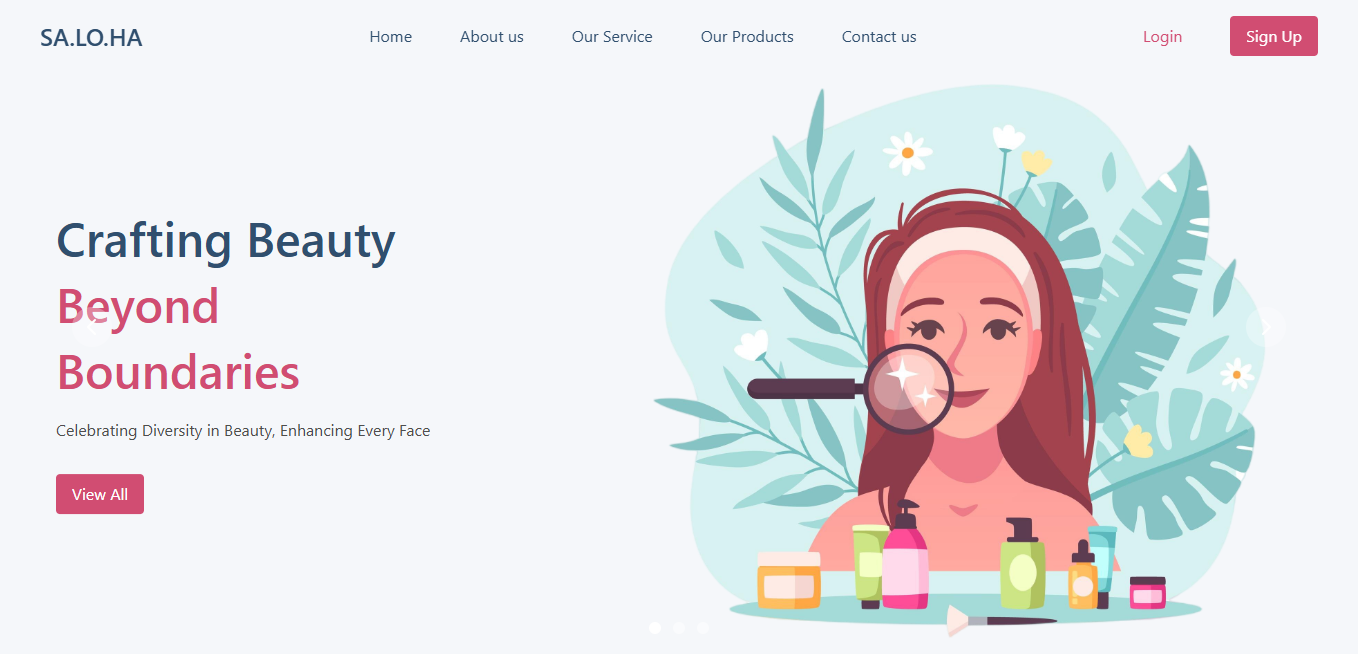 SA.LO.HA
Home
About us
Our Service
Our Products
Contact us
Login
Sign Up
Crafting Beauty
Beyond
Boundaries
Celebrating Diversity in Beauty, Enhancing Every Face
View All